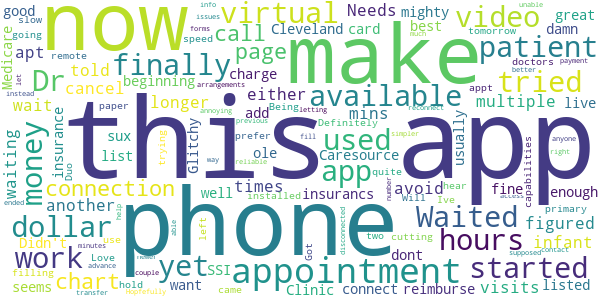 good now virtual Needs video mighty info issues
slow going speed Cleveland best damn unable
apt remote finally call card great tomorrow
Medicare Dr told page make patient doctors payment
cancel beginning charge either available tried much better
wait forms longer add mins multiple live appt
let paper sux Being prefer used Definitely instead
waiting money insurance list trying Glitchy ole Caresource usually
this app
annoying previous arrangements letting reconnect simpler
connection times app quite capabilities anyone
dollar another Duo phone well insurancs avoid fine enough
fill reliable way installed hear right
yet left Will Ive Waited figured
work ended Didn't SSI two cutting number hours access primary
chart use help able Got dont disconnected started infant
filling minutes Love appointment supposed
seems hold couple want Clinic connect reimburse visits listed
advance transfer came hopefully contact